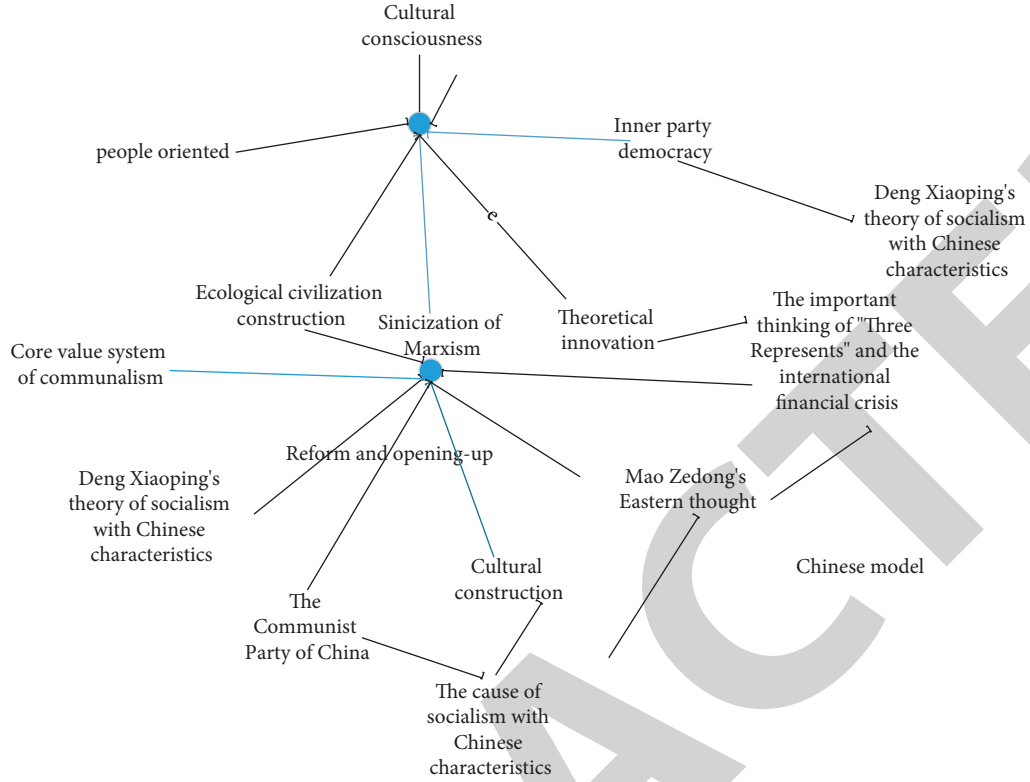 Cultural
consciousness
people oriented
Inner party
democracy
Deng Xiaoping's
theory of socialism
with Chinese
characteristics
e
Ecological civilization
construction
Sinicization of
Marxism
Theoretical
innovation
The important
thinking of "Three
Represents" and the
international
financial crisis
Core value system
of communalism
Reform and opening-up
Deng Xiaoping's
theory of socialism
with Chinese
characteristics
Mao Zedong's
Eastern thought
Cultural
construction
Chinese model
The
Communist
Party of China
The cause of
socialism with
Chinese
characteristics
ACTE